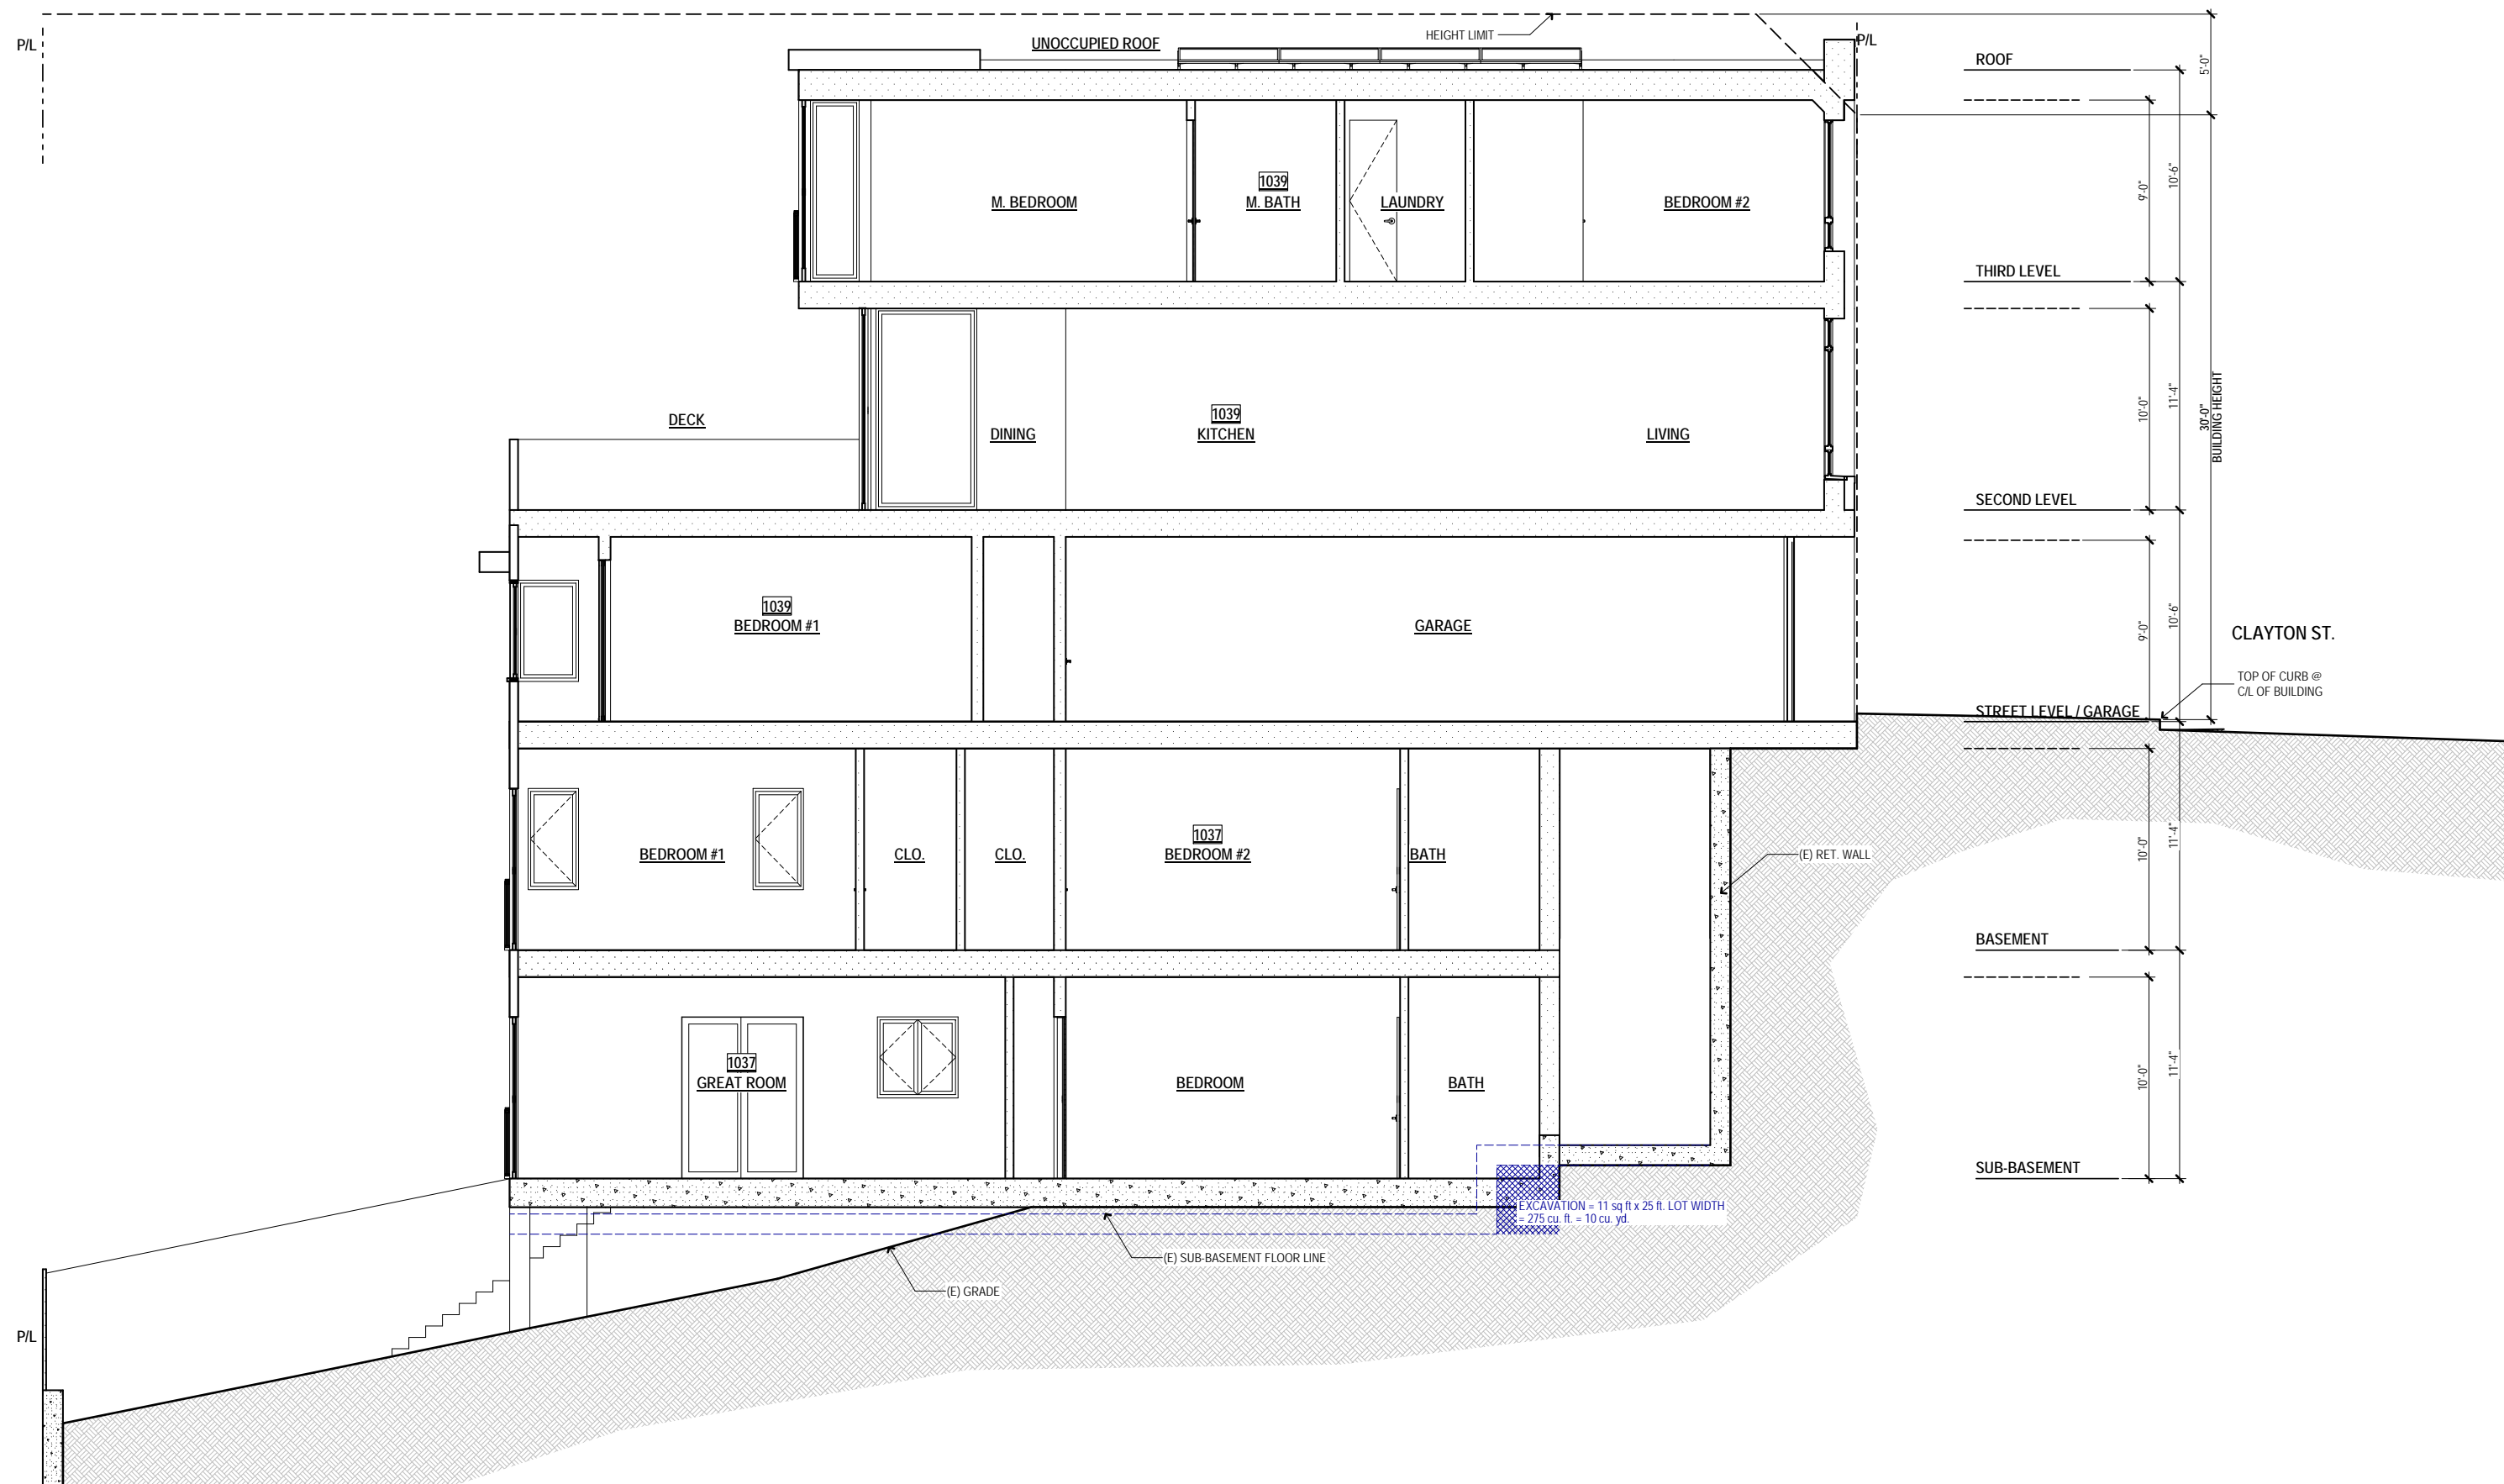 P/L
UNOCCUPIED ROOF
HEIGHT LIMIT
P/L
ROOF
5'-0"
M. BEDROOM
1039
M. BATH
LAUNDRY
BEDROOM #2
9'-0"
10'-6"
THIRD LEVEL
DECK
DINING
1039
KITCHEN
LIVING
10'-0"
11'-4"
30'-0"
BUILDING HEIGHT
SECOND LEVEL
1039
BEDROOM #1
GARAGE
9'-0"
10'-6"
CLAYTON ST.
TOP OF CURB @
C/L OF BUILDING
STREET LEVEL / GARAGE
BEDROOM #1
CLO.
CLO.
1037
BEDROOM #2
BATH
(E) RET. WALL
10'-0"
11'-4"
BASEMENT
1037
GREAT ROOM
BEDROOM
BATH
10'-0"
11'-4"
SUB-BASEMENT
EXCAVATION = 11 sq ft x 25 ft. LOT WIDTH
= 275 cu. ft. = 10 cu. yd.
(E) SUB-BASEMENT FLOOR LINE
(E) GRADE
P/L